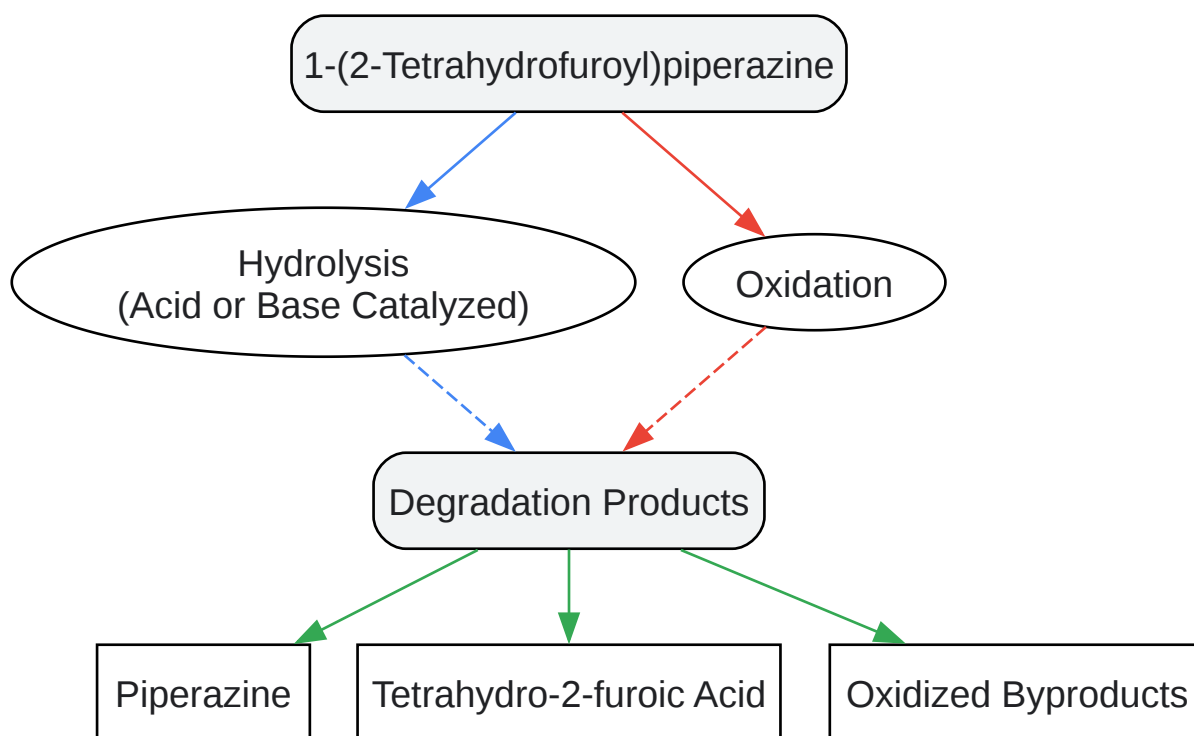 1-(2-Tetrahydrofuroyl)piperazine
Hydrolysis
(Acid or Base Catalyzed)
Oxidation
Degradation Products
Piperazine
Tetrahydro-2-furoic Acid
Oxidized Byproducts